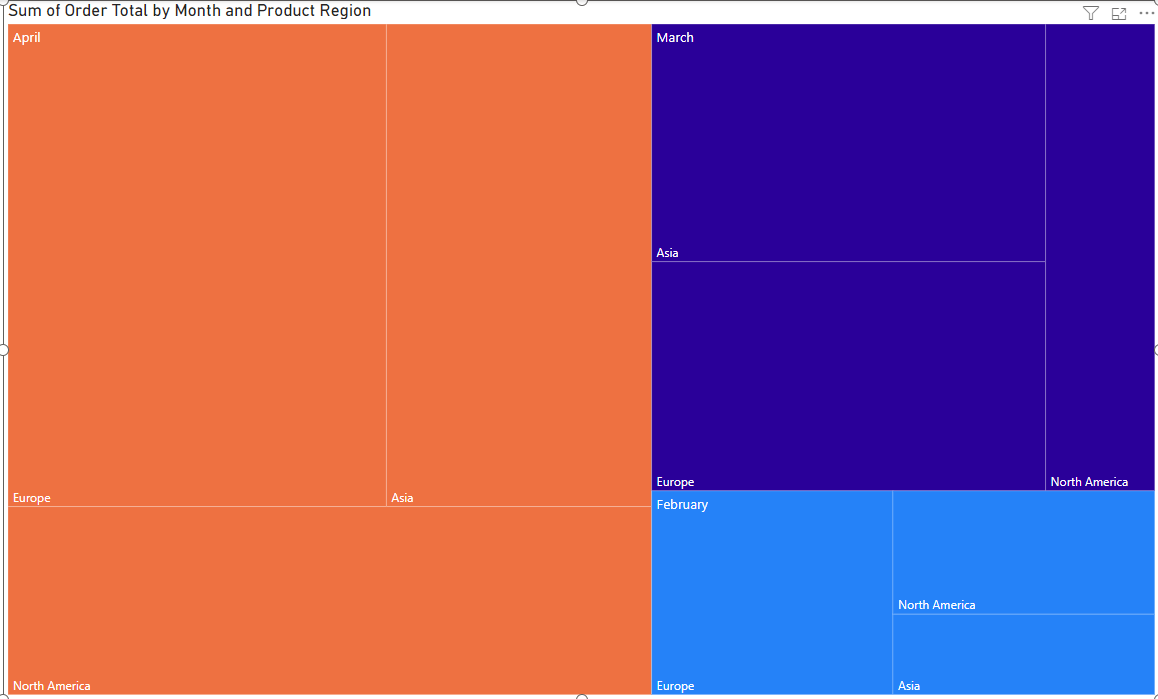 Sum of Order Total by Month and Product Region
April
Europe
Asia
North America
March
Asia
Europe
North America
February
Europe
North America
Asia